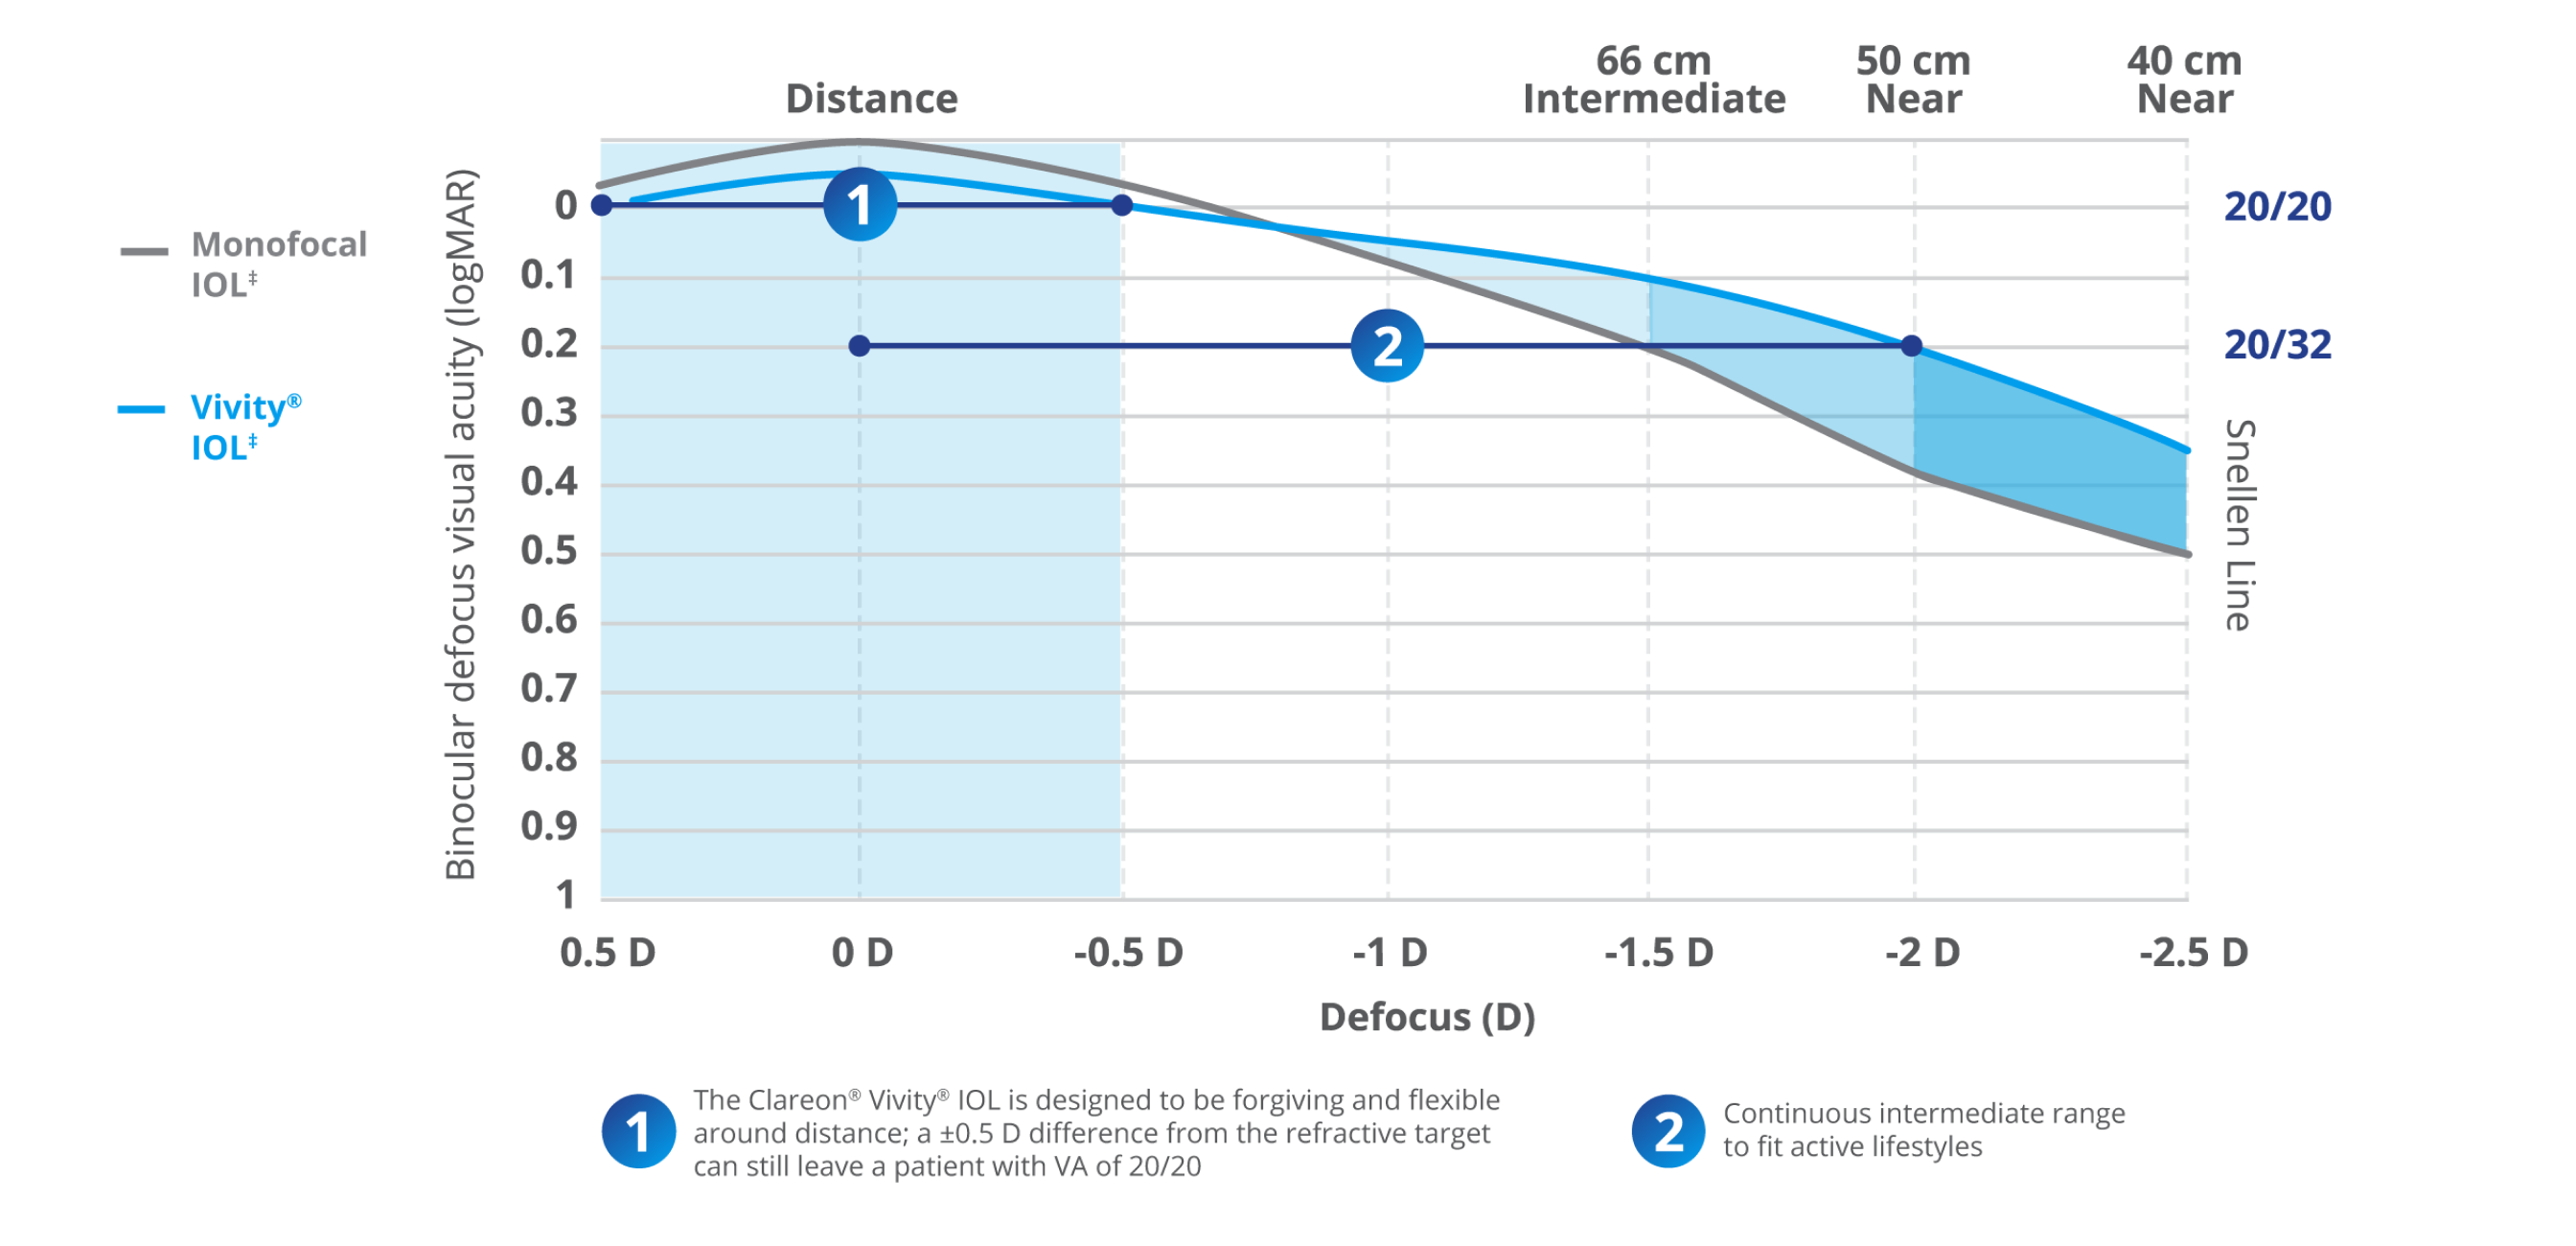 66 cm
Intermediate
50 cm
Near
40 cm
Near
Distance
Monofocal
IOL‡
Vivity®
IOL‡
Binocular defocus visual acuity (logMAR)
0
0.1
0.2
0.3
0.4
0.5
0.6
0.7
0.8
0.9
1
1
2
20/20
20/32
Snellen Line
0.5 D
0 D
-0.5 D
-1 D
-1.5 D
-2 D
-2.5 D
Defocus (D)
1
The Clareon® Vivity® IOL is designed to be forgiving and flexible
around distance; a ±0.5 D difference from the refractive target
can still leave a patient with VA of 20/20
2
Continuous intermediate range
to fit active lifestyles